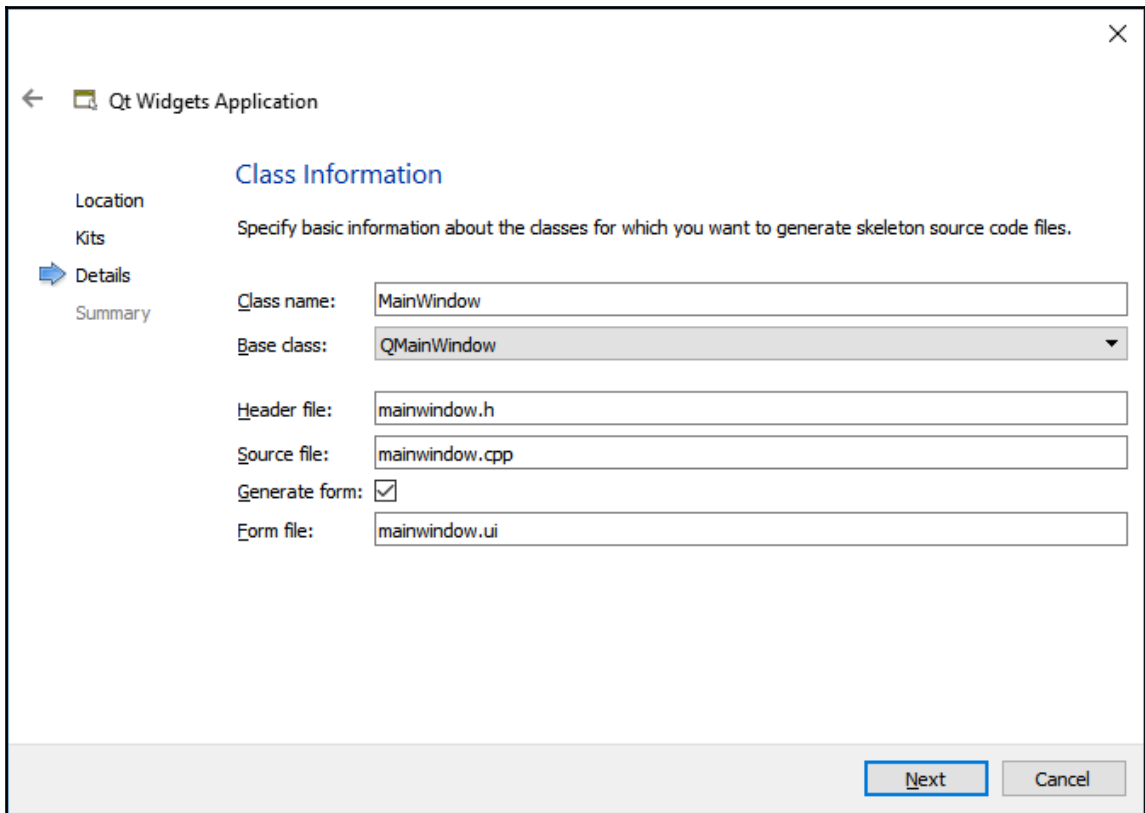 Qt Widgets Application
Location
Kits
Details
Summary
Class Information
Specify basic information about the classes for which you want to generate skeleton source code files.
Class name: MainWindow
Base class: QMainWindow
Header file: mainwindow.h
Source file: mainwindow.cpp
Generate form:
Form file: mainwindow.ui
Next Cancel